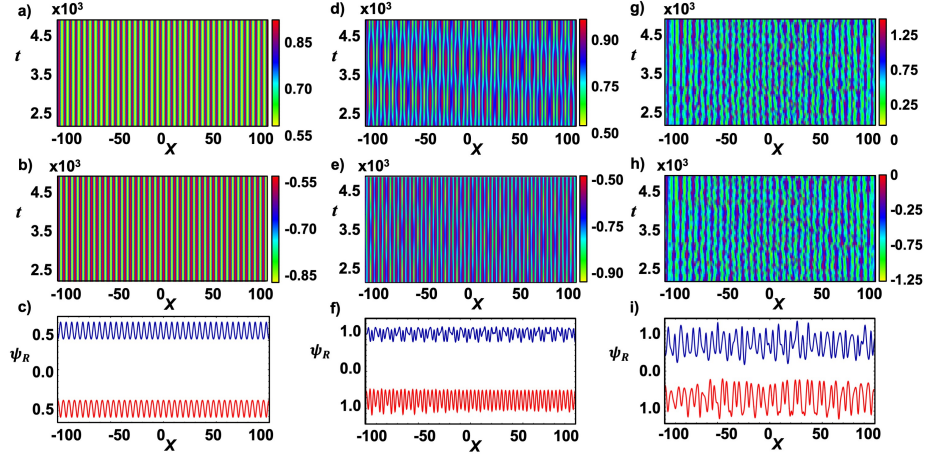 a) x10³
4.5
t
3.5
2.5
-100 -50 0 50 100
X
0.85
0.75
0.65
0.55
d) x10³
4.5
t
3.5
2.5
-100 -50 0 50 100
X
0.90
0.75
0.50
g) x10³
4.5
t
3.5
2.5
-100 -50 0 50 100
X
1.25
0.75
0.25
0
b) x10³
4.5
t
3.5
2.5
-100 -50 0 50 100
X
-0.55
-0.70
-0.85
e) x10³
4.5
t
3.5
2.5
-100 -50 0 50 100
X
-0.50
-0.75
-0.90
h) x10³
4.5
t
3.5
2.5
-100 -50 0 50 100
X
0
-0.25
-0.75
-1.25
c)
0.5
ψR
0.0
0.5
-100 -50 0 50 100
X
f)
1.0
ψR
0.0
1.0
-100 -50 0 50 100
X
i)
1.0
ψR
0.0
1.0
-100 -50 0 50 100
X